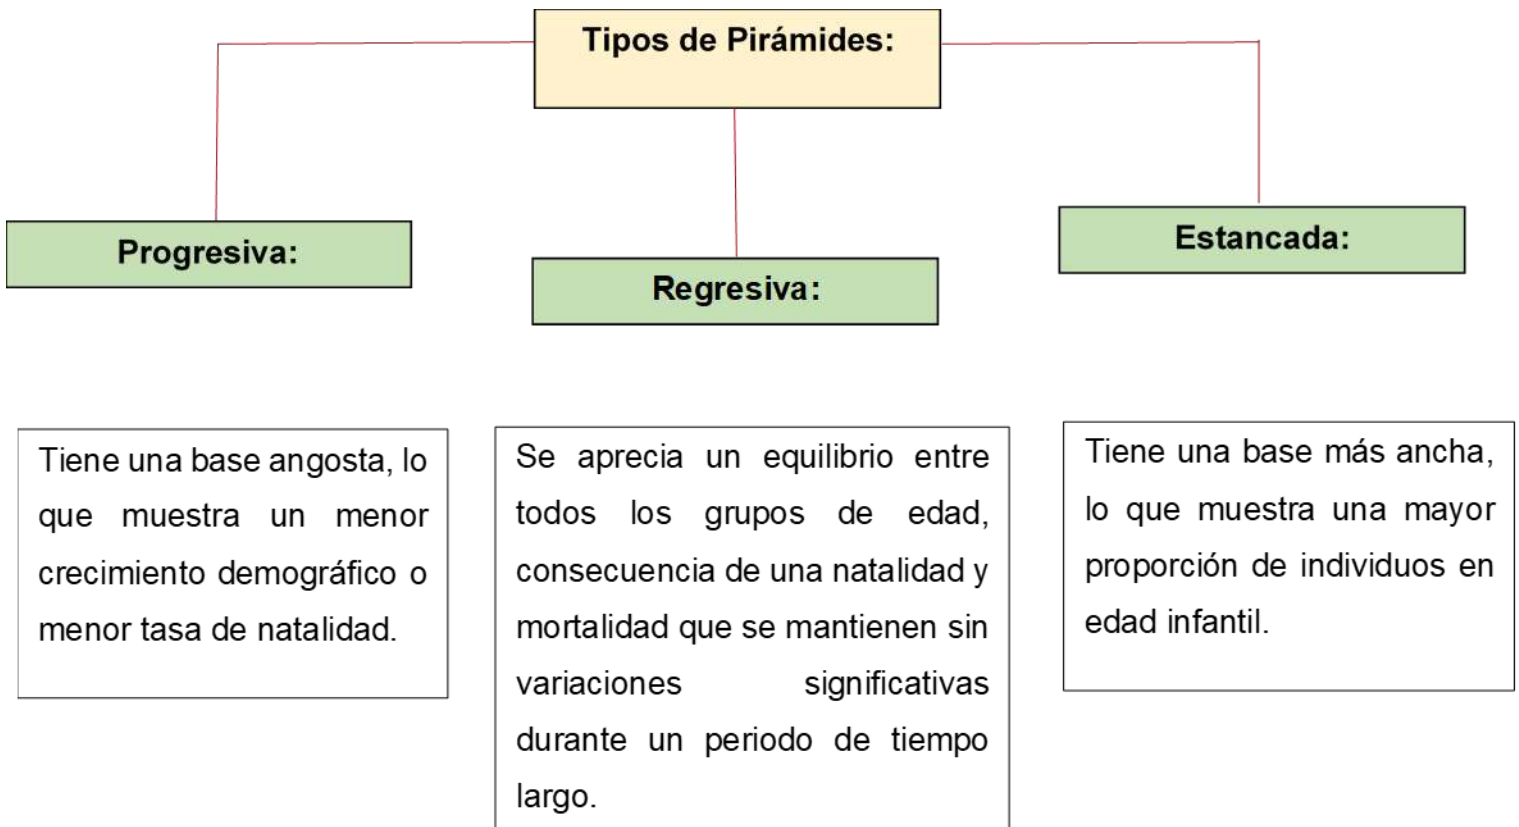 Tipos de Pirámides:
Progresiva:
Regresiva:
Estancada:
Tiene una base angosta, lo
que muestra un menor
crecimiento demográfico o
menor tasa de natalidad.
Se aprecia un equilibrio entre
todos los grupos de edad,
consecuencia de una natalidad y
mortalidad que se mantienen sin
variaciones significativas
durante un periodo de tiempo
largo.
Tiene una base más ancha,
lo que muestra una mayor
proporción de individuos en
edad infantil.